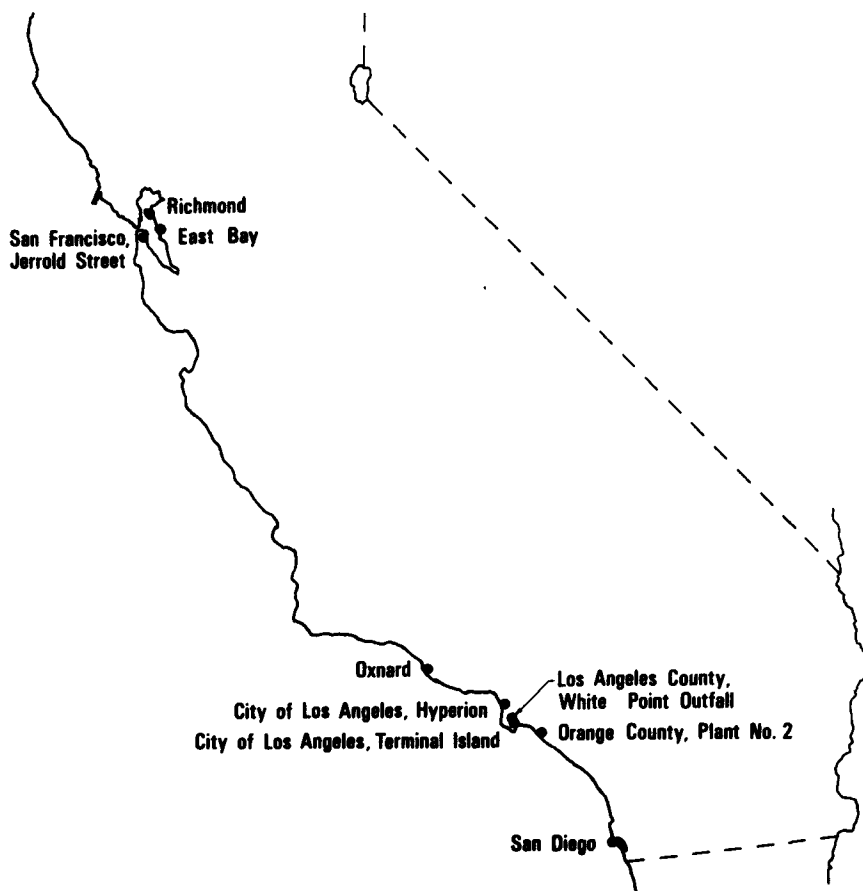 Richmond
San Francisco,
Jerrold Street
East Bay
Oxnard
Los Angeles County,
White Point Outfall
City of Los Angeles, Hyperion
City of Los Angeles, Terminal Island
Orange County, Plant No. 2
San Diego